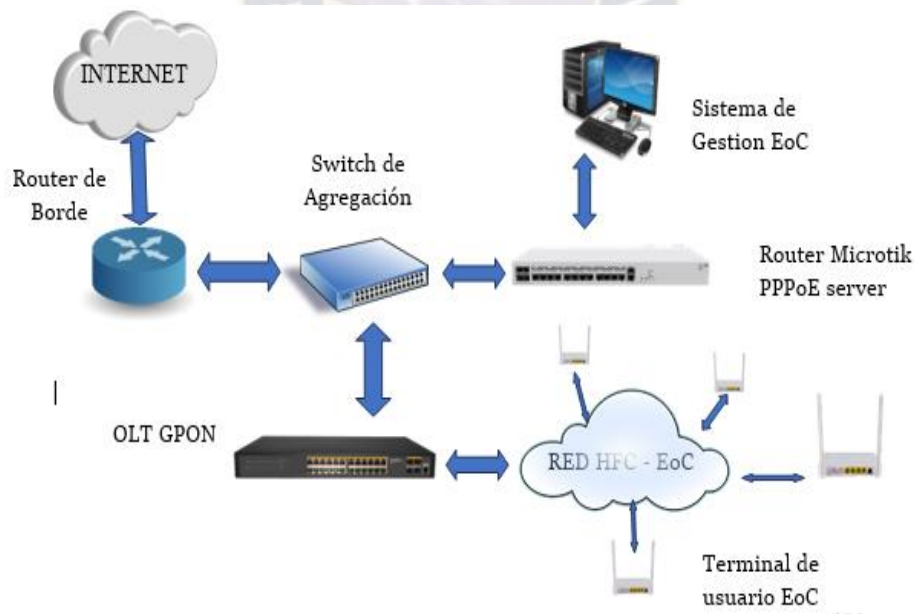 INTERNET
Sistema de
Gestion EoC
Switch de
Agregación
Router de
Borde
Router Microtik
PPPoE server
OLT GPON
RED HFC - EoC
Terminal de
usuario EoC